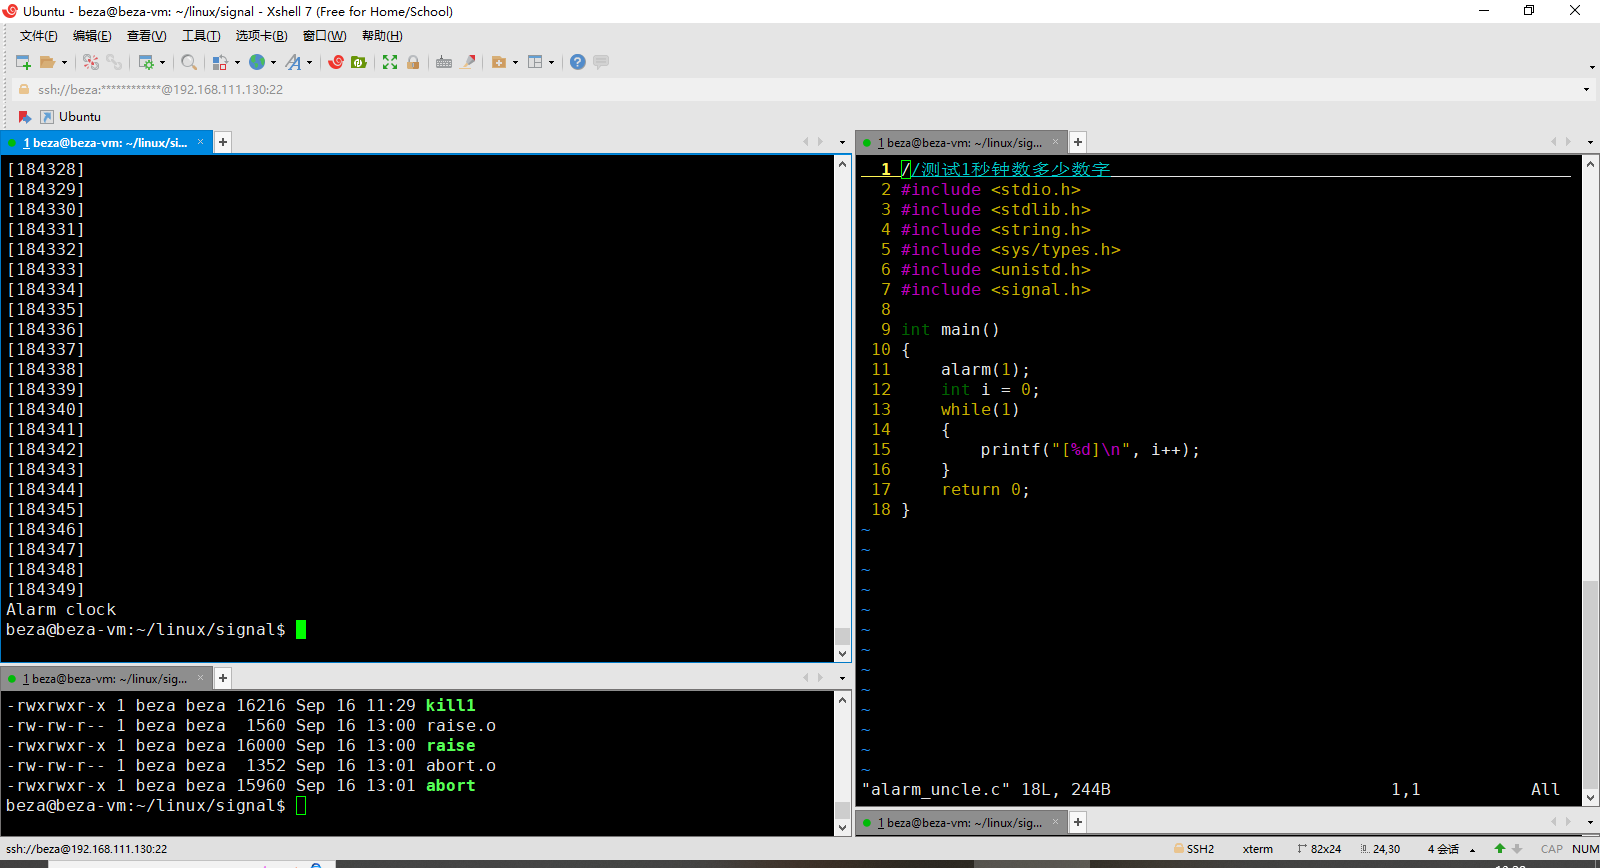 Ubuntu - beza@beza-vm: ~/linux/signal - Xshell 7 (Free for Home/School)
文件(F) 编辑(E) 查看(V) 工具(T) 选项卡(B) 窗口(W) 帮助(H)
ssh://beza:************@192.168.111.130:22
Ubuntu
1 beza@beza-vm: ~/linux/si...
[184328]
[184329]
[184330]
[184331]
[184332]
[184333]
[184334]
[184335]
[184336]
[184337]
[184338]
[184339]
[184340]
[184341]
[184342]
[184343]
[184344]
[184345]
[184346]
[184347]
[184348]
[184349]
Alarm clock
beza@beza-vm:~/linux/signal$
1 beza@beza-vm: ~/linux/sig...
-rwxrwxr-x 1 beza beza 16216 Sep 16 11:29 kill1
-rw-rw-r-- 1 beza beza  1560 Sep 16 13:00 raise.o
-rwxrwxr-x 1 beza beza 16000 Sep 16 13:00 raise
-rw-rw-r-- 1 beza beza  1352 Sep 16 13:01 abort.o
-rwxrwxr-x 1 beza beza 15960 Sep 16 13:01 abort
beza@beza-vm:~/linux/signal$
1 beza@beza-vm: ~/linux/sig...
1 //测试1秒钟数多少数字
2 #include <stdio.h>
3 #include <stdlib.h>
4 #include <string.h>
5 #include <sys/types.h>
6 #include <unistd.h>
7 #include <signal.h>
8
9 int main()
10 {
11     alarm(1);
12     int i = 0;
13     while(1)
14     {
15         printf("[%d]\n", i++);
16     }
17     return 0;
18 }
~
~
~
~
~
~
~
~
~
~
~
~
~
"alarm_uncle.c" 18L, 244B 1,1 All
1 beza@beza-vm: ~/linux/sig...
ssh://beza@192.168.111.130:22 SSH2 xterm 82x24 24,30 4 会话 CAP NUM